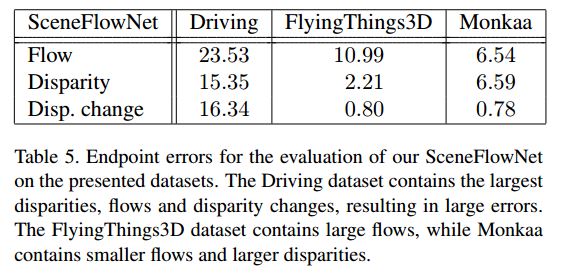 SceneFlowNet Driving FlyingThings3D Monkaa
Flow 23.53 10.99 6.54
Disparity 15.35 2.21 6.59
Disp. change 16.34 0.80 0.78
Table 5. Endpoint errors for the evaluation of our SceneFlowNet
on the presented datasets. The Driving dataset contains the largest
disparities, flows and disparity changes, resulting in large errors.
The FlyingThings3D dataset contains large flows, while Monkaa
contains smaller flows and larger disparities.